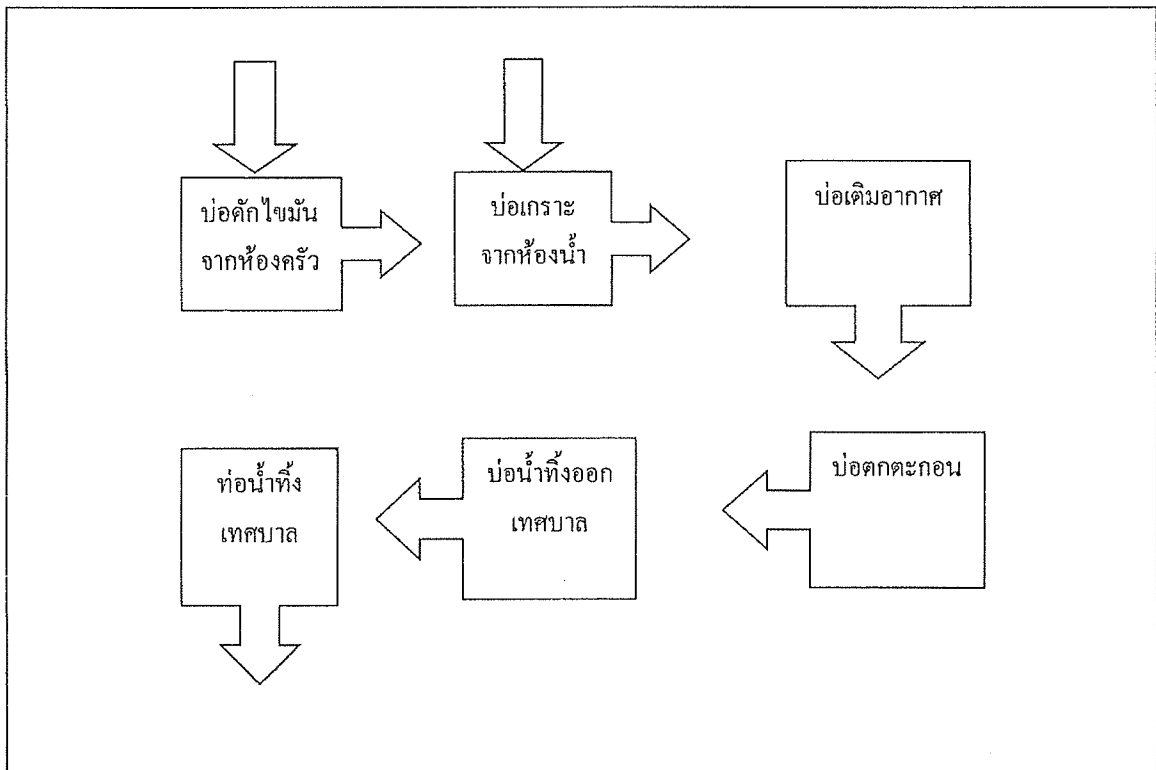 บ่อดักไขมัน
จากห้องครัว
บ่อเกราะ
จากห้องน้ำ
บ่อเติมอากาศ
ท่อน้ำทิ้ง
เทศบาล
บ่อน้ำทิ้งออก
เทศบาล
บ่อตกตะกอน